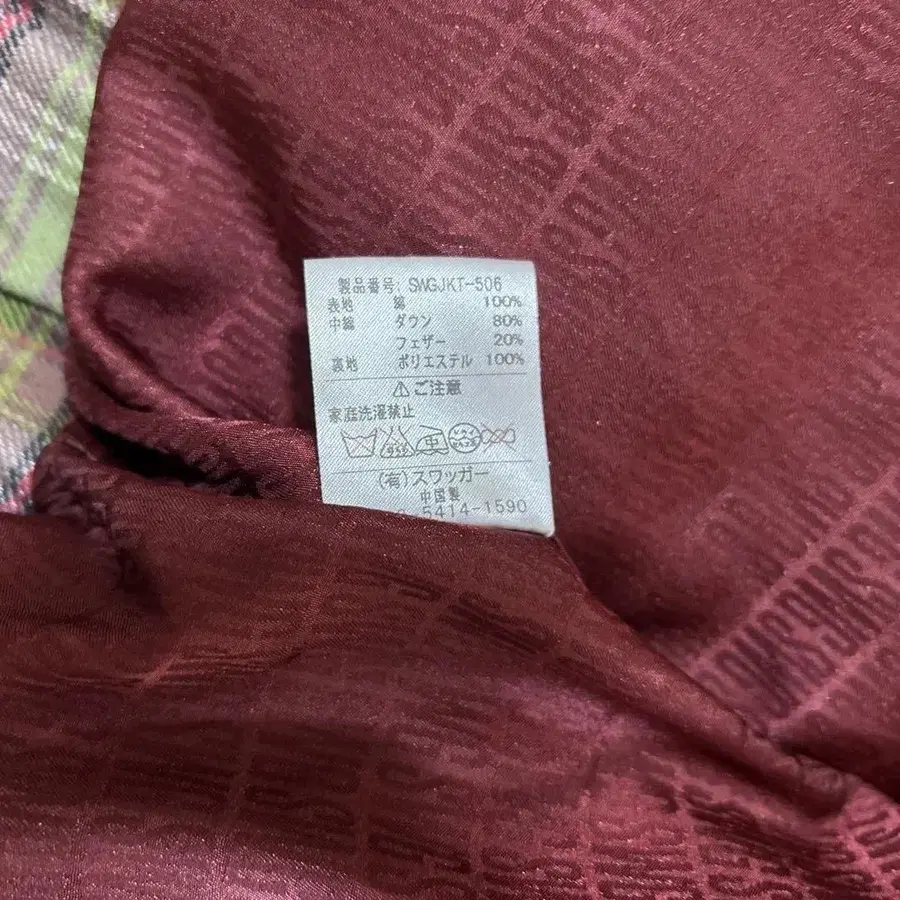 製品番号: SWGJKT-506
表地 綿 100%
中綿 ダウン 80%
フェザー 20%
裏地 ポリエステル 100%
⚠ご注意
家庭洗濯禁止
(有)スワッガー
中国製
5414-1590